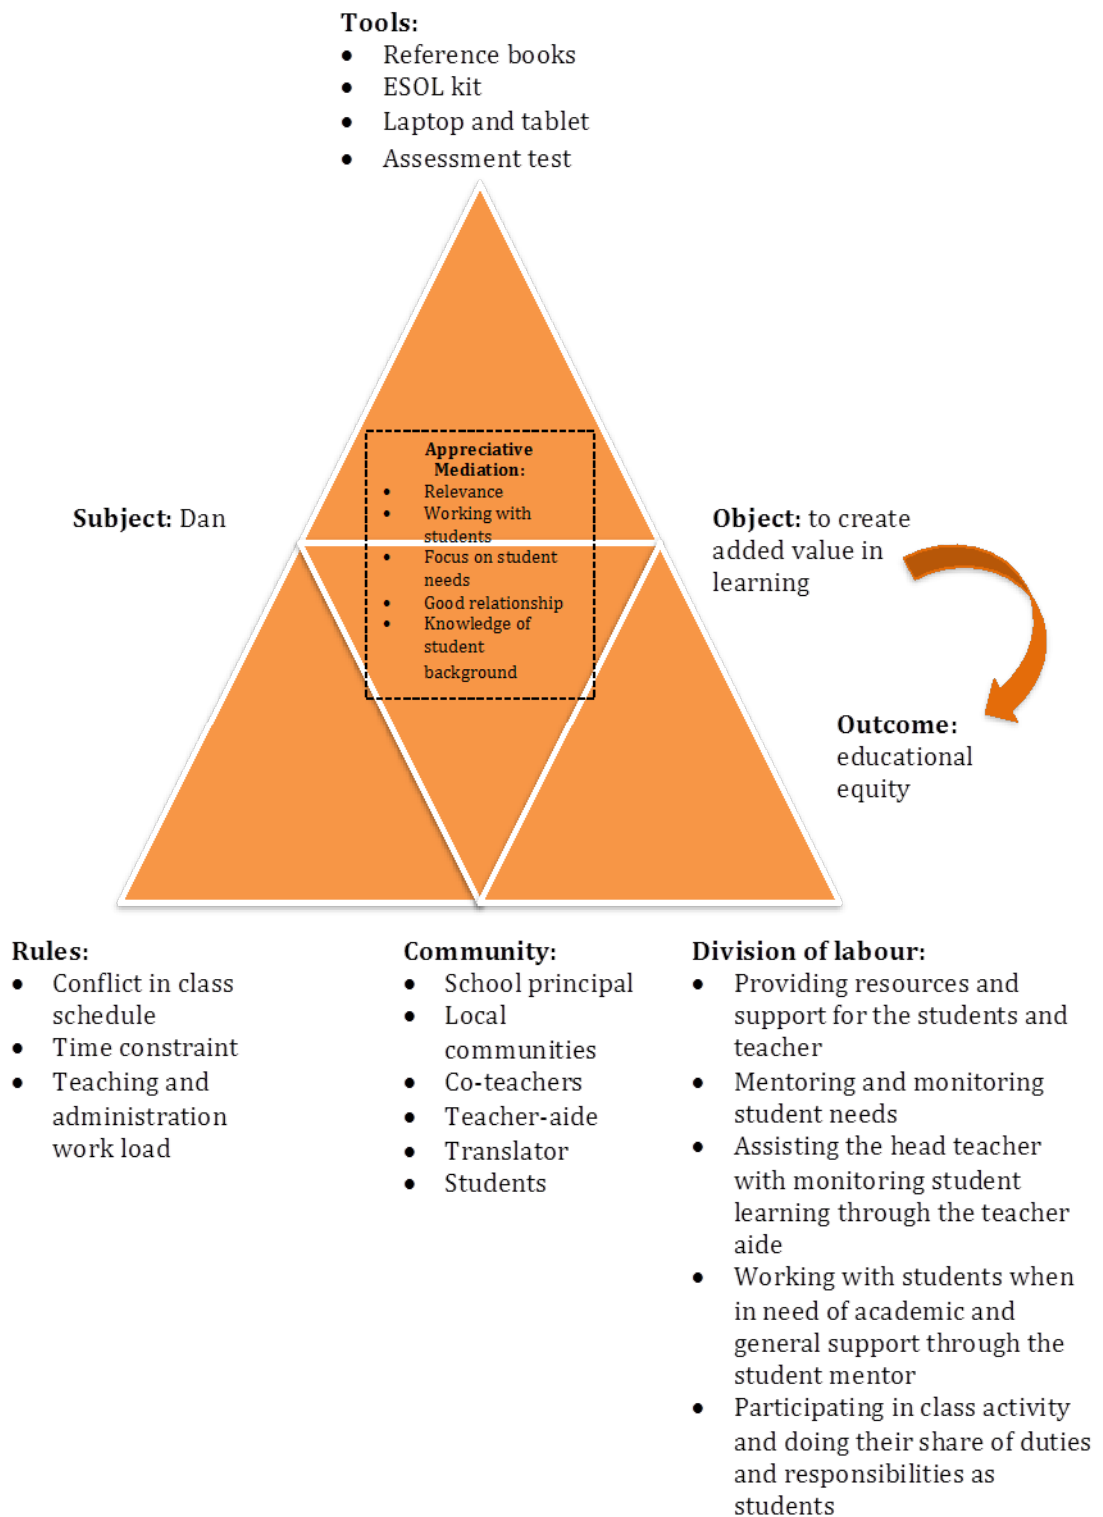 Tools:
• Reference books
• ESOL kit
• Laptop and tablet
• Assessment test
Appreciative
Mediation:
• Relevance
• Working with
students
• Focus on student
needs
• Good relationship
• Knowledge of
student
background
Subject: Dan
Object: to create
added value in
learning
Outcome:
educational
equity
Rules:
• Conflict in class
schedule
• Time constraint
• Teaching and
administration
work load
Community:
• School principal
• Local
communities
• Co-teachers
• Teacher-aide
• Translator
• Students
Division of labour:
• Providing resources and
support for the students and
teacher
• Mentoring and monitoring
student needs
• Assisting the head teacher
with monitoring student
learning through the teacher
aide
• Working with students when
in need of academic and
general support through the
student mentor
• Participating in class activity
and doing their share of duties
and responsibilities as
students